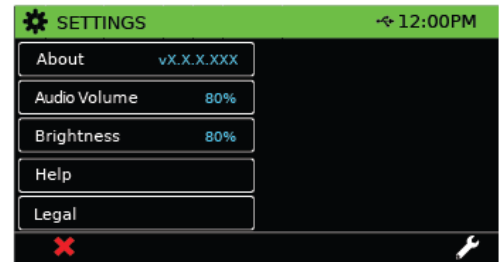 SETTINGS 12:00PM
About vX.X.X.XXX
Audio Volume 80%
Brightness 80%
Help
Legal